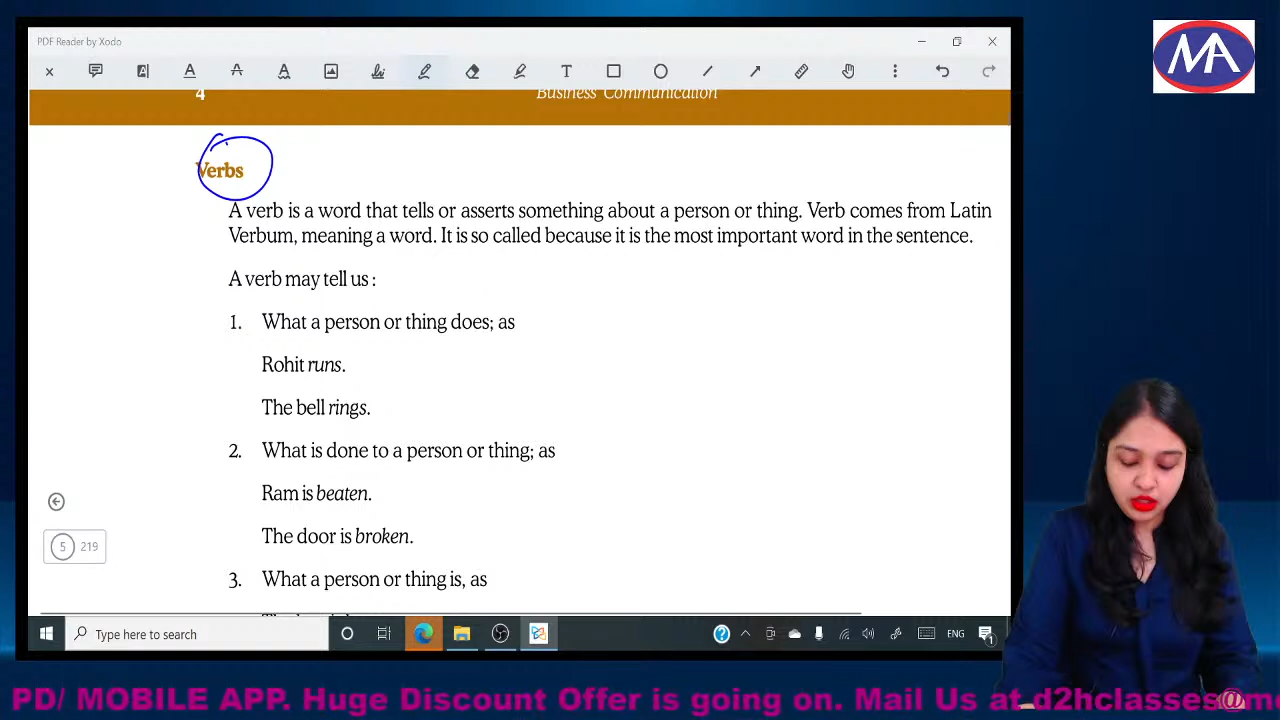 PDF Reader by Xodo
MA
4
Business Communication
Verbs
A verb is a word that tells or asserts something about a person or thing. Verb comes from Latin
Verbum, meaning a word. It is so called because it is the most important word in the sentence.
A verb may tell us :
1. What a person or thing does; as
Rohit runs.
The bell rings.
2. What is done to a person or thing; as
Ram is beaten.
The door is broken.
5 219
3. What a person or thing is, as
Type here to search
ENG
1
PD/ MOBILE APP. Huge Discount Offer is going on. Mail Us at d2hclasses@m